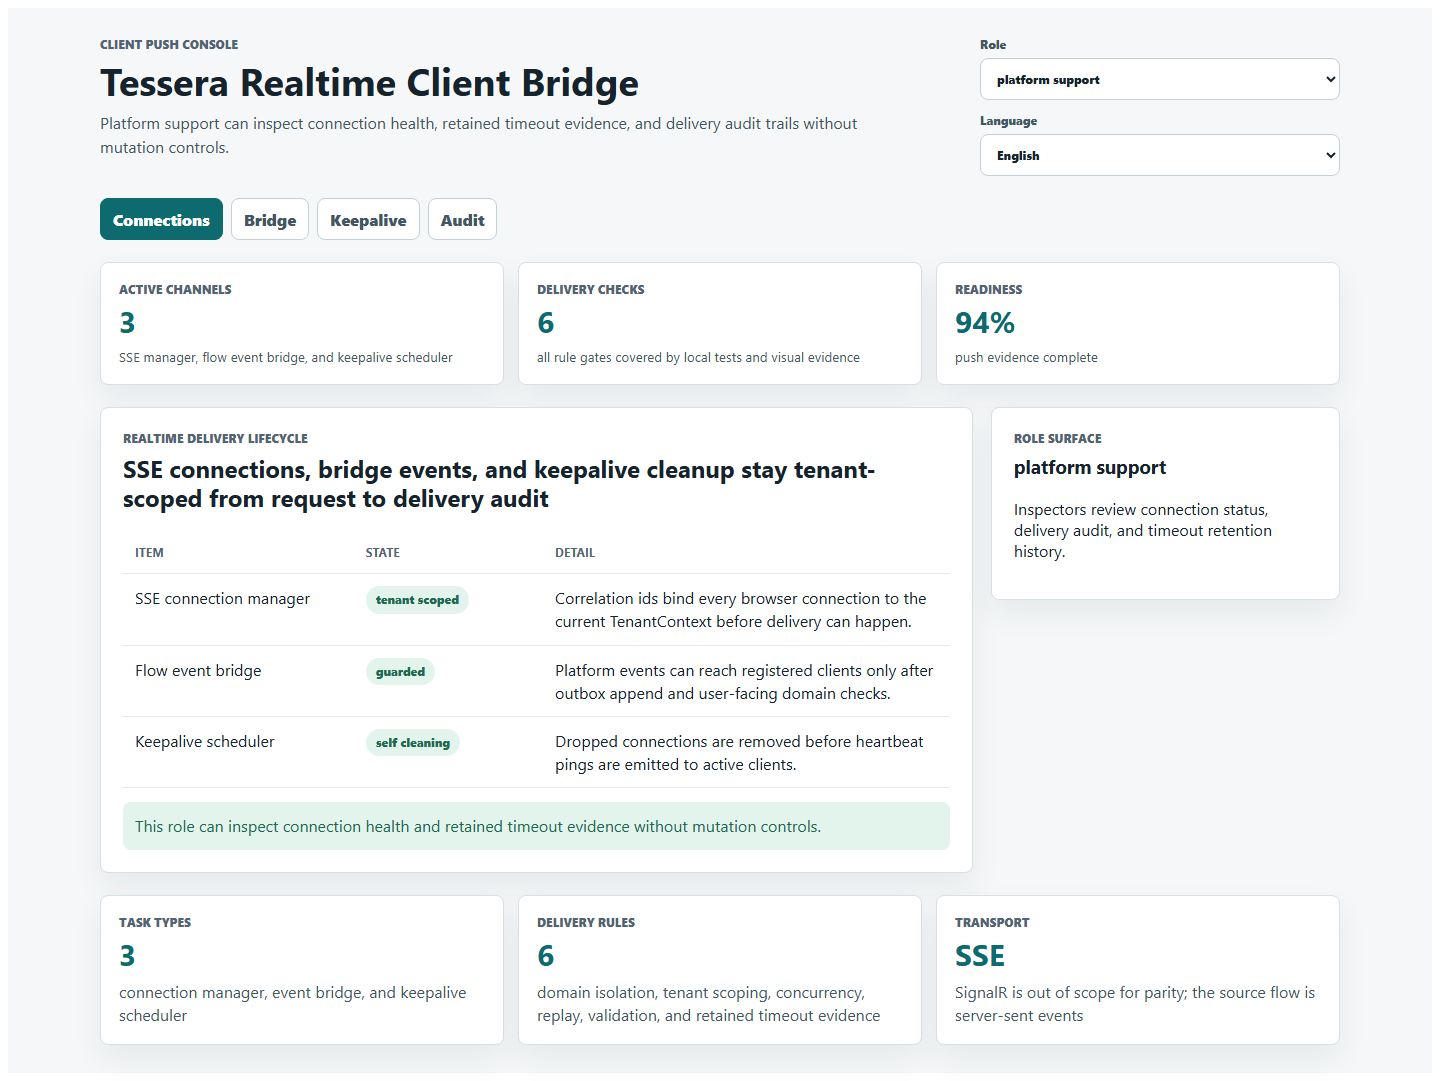 CLIENT PUSH CONSOLE
Tessera Realtime Client Bridge
Platform support can inspect connection health, retained timeout evidence, and delivery audit trails without
mutation controls.
Role
platform support
Language
English
Connections
Bridge
Keepalive
Audit
ACTIVE CHANNELS
3
SSE manager, flow event bridge, and keepalive scheduler
DELIVERY CHECKS
6
all rule gates covered by local tests and visual evidence
READINESS
94%
push evidence complete
REALTIME DELIVERY LIFECYCLE
SSE connections, bridge events, and keepalive cleanup stay tenant-
scoped from request to delivery audit
ITEM STATE DETAIL
SSE connection manager
tenant scoped
Correlation ids bind every browser connection to the
current TenantContext before delivery can happen.
Flow event bridge
guarded
Platform events can reach registered clients only after
outbox append and user-facing domain checks.
Keepalive scheduler
self cleaning
Dropped connections are removed before heartbeat
pings are emitted to active clients.
This role can inspect connection health and retained timeout evidence without mutation controls.
ROLE SURFACE
platform support
Inspectors review connection status,
delivery audit, and timeout retention
history.
TASK TYPES
3
connection manager, event bridge, and keepalive
scheduler
DELIVERY RULES
6
domain isolation, tenant scoping, concurrency,
replay, validation, and retained timeout evidence
TRANSPORT
SSE
SignalR is out of scope for parity; the source flow is
server-sent events